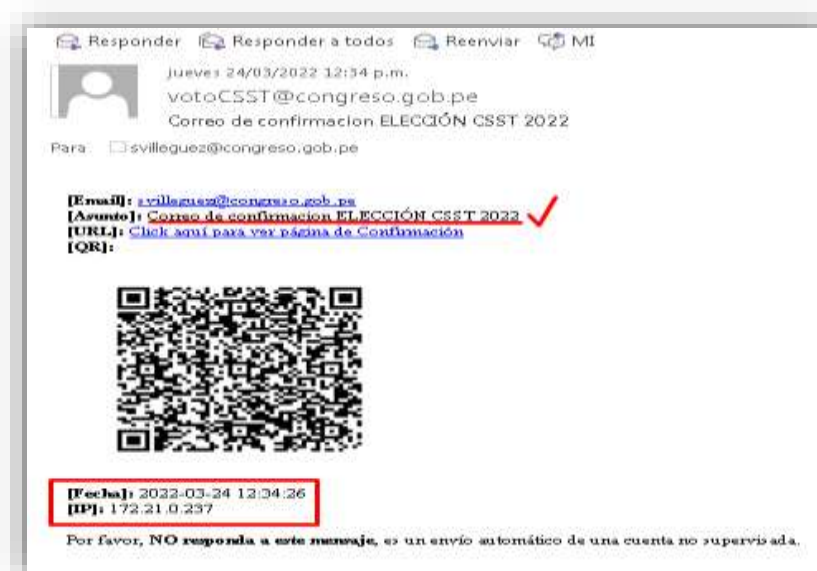 Responder Responder a todos Reenviar MI
jueves 24/03/2022 12:34 p.m.
votoCSST@congreso.gob.pe
Correo de confirmacion ELECCIÓN CSST 2022
Para svilleguez@congreso.gob.pe
[Email]: svilleguez@congreso.gob.pe
[Asunto]: Correo de confirmacion ELECCIÓN CSST 2022
[URL]: Click aquí para ver página de Confirmación
[QR]:
[Fecha]: 2022-03-24 12:34:26
[IP]: 172.21.0.237
Por favor, NO responda a este mensaje, es un envío automático de una cuenta no supervisada.